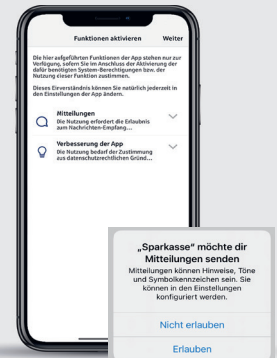 Funktionen aktivieren Weiter
Die hier aufgeführten Funktionen der App stehen nur zur
Verfügung, sofern Sie im Anschluss der Aktivierung der
dafür benötigten System-Berechtigungen bzw. der
Nutzung dieser Funktion zustimmen.
Dieses Einverständnis können Sie natürlich jederzeit in
den Einstellungen der App ändern.
Mitteilungen
Die Nutzung erfordert die Erlaubnis
zum Nachrichten-Empfang...
Verbesserung der App
Die Nutzung bedarf der Zustimmung
aus datenschutzrechtlichen Gründ...
„Sparkasse" möchte dir
Mitteilungen senden
Mitteilungen können Hinweise, Töne
und Symbolkennzeichen sein. Sie
können in den Einstellungen
konfiguriert werden.
Nicht erlauben
Erlauben